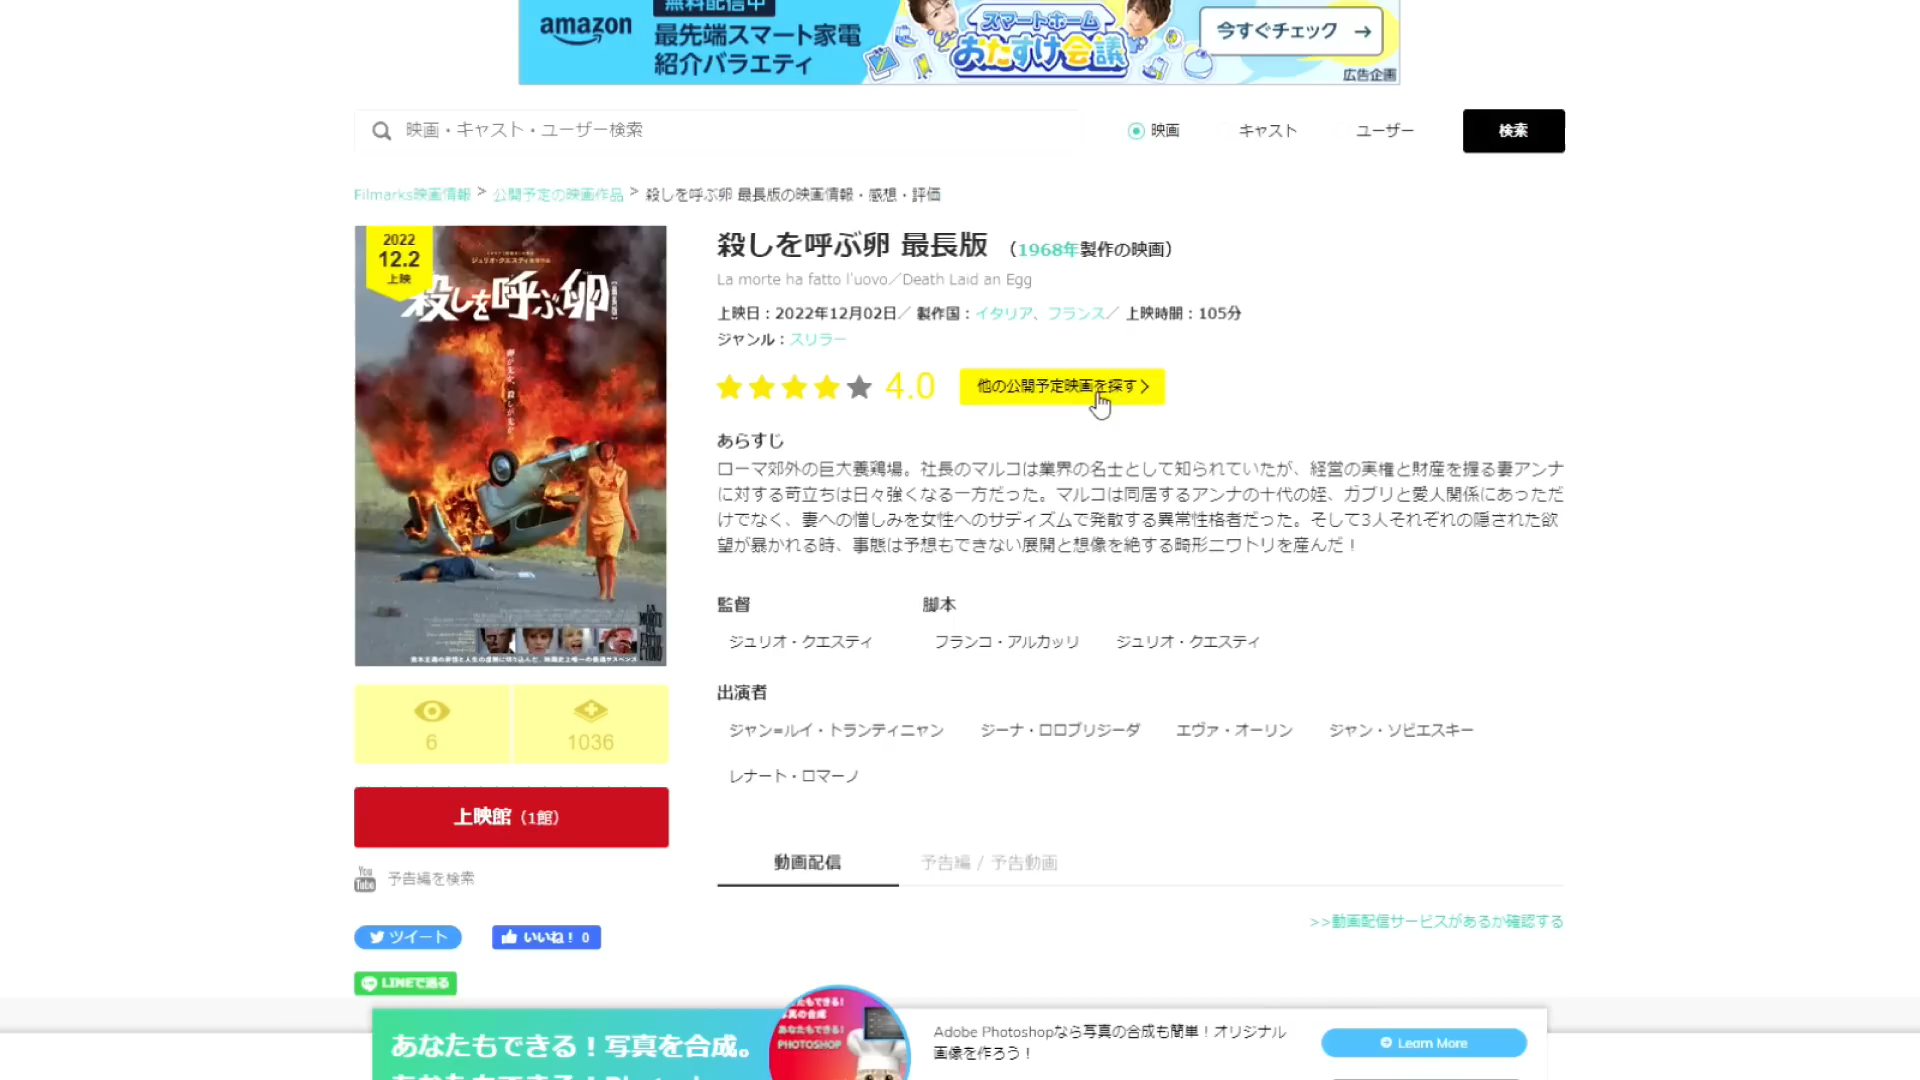 amazon
無料配信中
最先端スマート家電
紹介バラエティ
スマートホーム
おたすけ会議
今すぐチェック →
広告企画
映画・キャスト・ユーザー検索
映画
キャスト
ユーザー
検索
Filmarks映画情報 > 公開予定の映画作品 > 殺しを呼ぶ卵 最長版の映画情報・感想・評価
2022
12.2
上映
ジュリオ・クエスティ
殺しを呼ぶ卵
殺しを呼ぶ卵 最長版 （1968年製作の映画）
La morte ha fatto l'uovo／Death Laid an Egg
上映日：2022年12月02日／ 製作国：イタリア、フランス／ 上映時間：105分
ジャンル：スリラー
4.0
他の公開予定映画を探す
あらすじ
ローマ郊外の巨大養鶏場。社長のマルコは業界の名士として知られていたが、経営の実権と財産を握る妻アンナ
に対する苛立ちは日々強くなる一方だった。マルコは同居するアンナの十代の姪、ガブリと愛人関係にあっただ
けでなく、妻への憎しみを女性へのサディズムで発散する異常性格者だった。そして3人それぞれの隠された欲
望が暴かれる時、事態は予想もできない展開と想像を絶する畸形ニワトリを産んだ！
監督
脚本
ジュリオ・クエスティ
フランコ・アルカッリ
ジュリオ・クエスティ
出演者
ジャン=ルイ・トランティニャン
ジーナ・ロロブリジーダ
エヴァ・オーリン
ジャン・ソビエスキー
レナート・ロマーノ
6
1036
上映館（1館）
You
Tube
予告編を検索
動画配信
予告編 / 予告動画
>>動画配信サービスがあるか確認する
ツイート
いいね！ 0
LINEで送る
あなたもできる！写真を合成。
あなたもできる！
PHOTOSHOP
Adobe Photoshopなら写真の合成も簡単！オリジナル
画像を作ろう！
Learn More